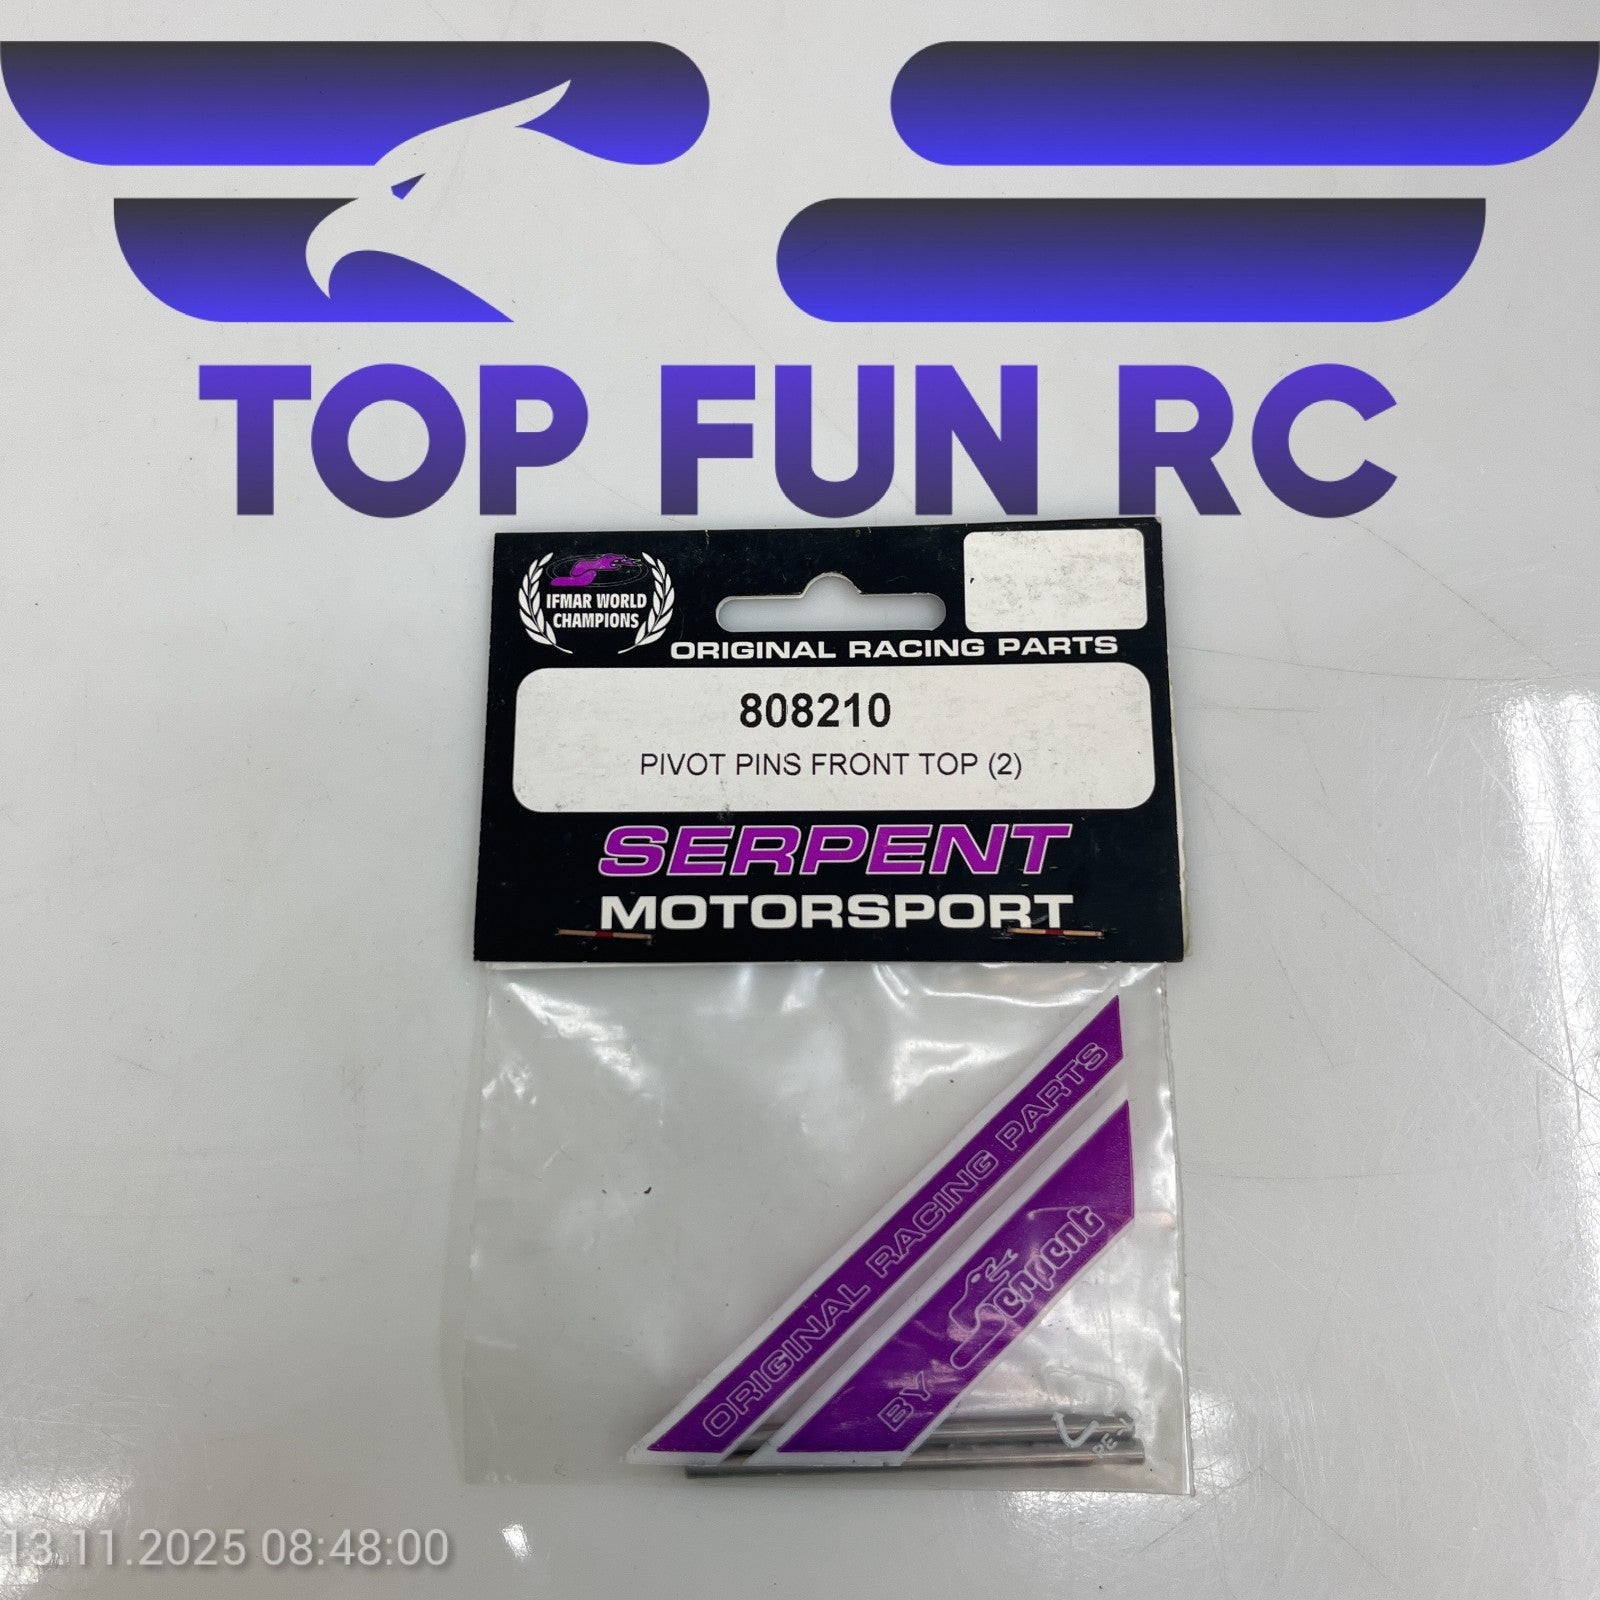 TOP FUN RC
IFMAR WORLD
CHAMPIONS
ORIGINAL RACING PARTS
808210
PIVOT PINS FRONT TOP (2)
SERPENT
MOTORSPORT
ORIGINAL RACING PARTS
BY Serpent
13.11.2025 08:48:00